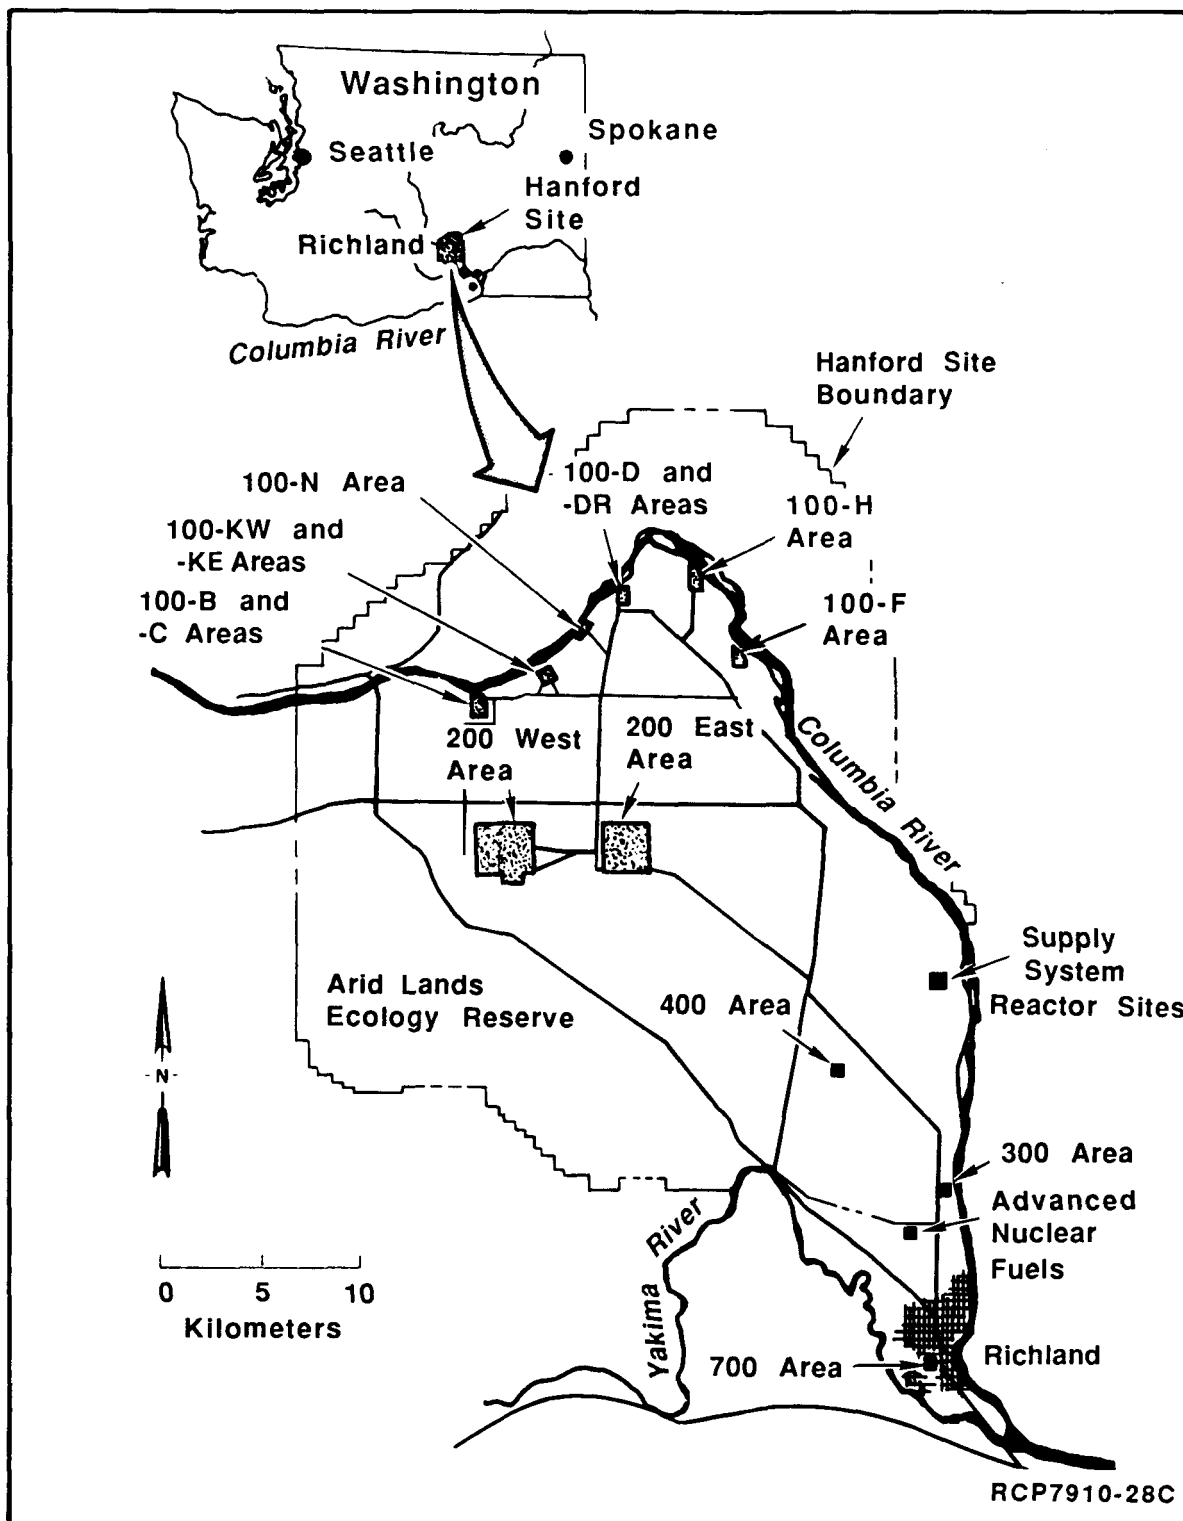 Washington
Spokane
Seattle
Hanford
Site
Richland
Columbia River
Hanford Site
Boundary
100-D and
-DR Areas
100-N Area
100-H
Area
100-KW and
-KE Areas
100-B and
-C Areas
100-F
Area
200 West
Area
200 East
Area
Columbia River
Supply
System
Reactor Sites
Arid Lands
Ecology Reserve
400 Area
-N-
300 Area
Advanced
Nuclear
Fuels
Yakima River
0 5 10
Kilometers
700 Area
Richland
RCP7910-28C